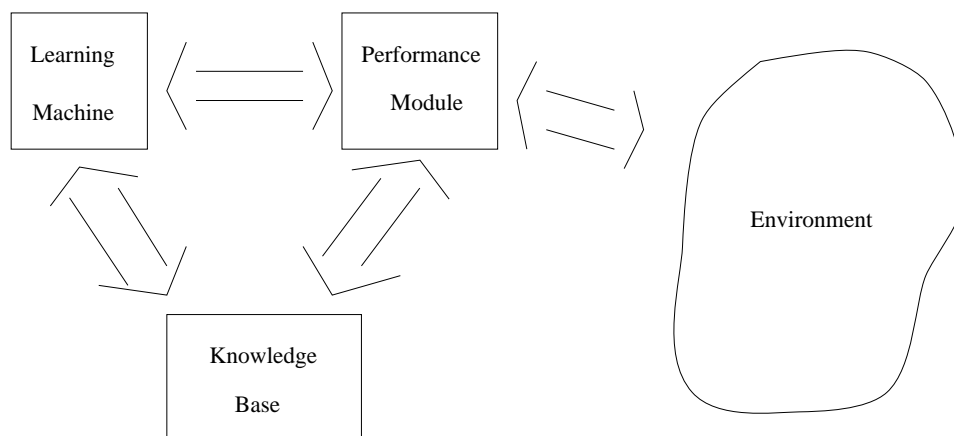 Learning
Machine
Performance
Module
Environment
Knowledge
Base